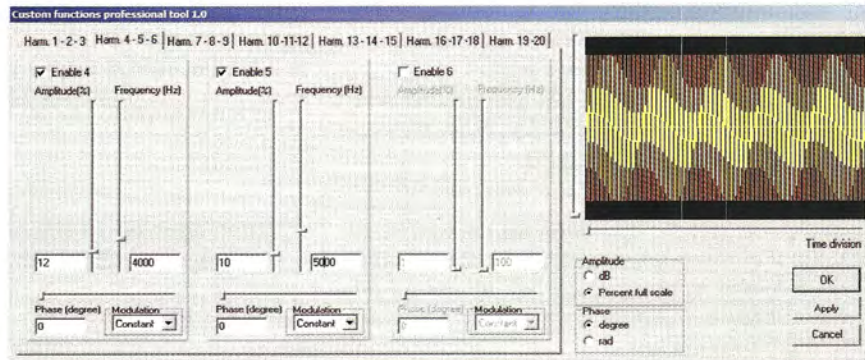 Custom functions professional tool 1.0
Harm. 1 - 2 - 3 Harm. 4 - 5 - 6 Harm. 7 - 8 - 9 Harm. 10 -11-12 Harm. 13 - 14 - 15 Harm. 16 -17 - 18 Harm. 19 -20
Enable 4 Enable 5 Enable 6
Amplitude(%) Frequency (Hz) Amplitude(%) Frequency (Hz) Amplitude(%) Frequency (Hz)
12 4000 10 5000 100
Phase (degree) Modulation Phase (degree) Modulation Phase (degree) Modulation
0 Constant 0 Constant 0 Constant
Time division
Amplitude
dB
Percent full scale
Phase
degree
rad
OK
Apply
Cancel